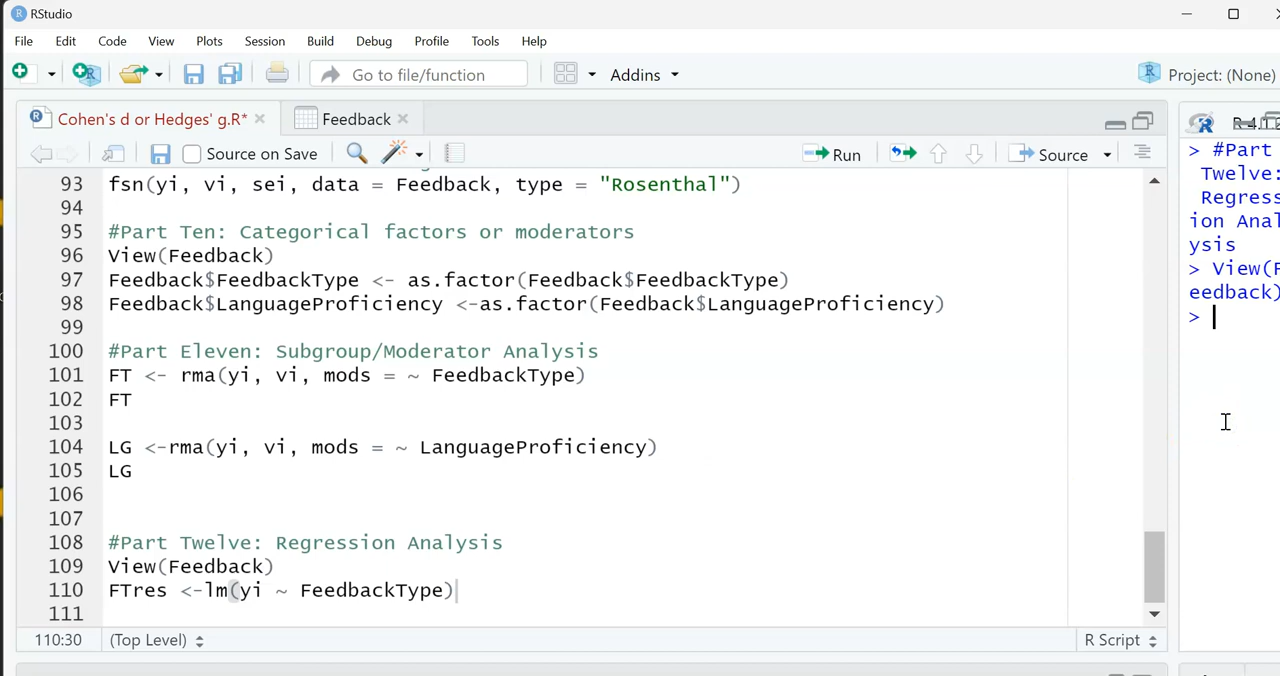 RStudio
File Edit Code View Plots Session Build Debug Profile Tools Help
Go to file/function Addins Project: (None)
Cohen's d or Hedges' g.R* Feedback
Source on Save Run Source
93 fsn(yi, vi, sei, data = Feedback, type = "Rosenthal")
94
95 #Part Ten: Categorical factors or moderators
96 View(Feedback)
97 Feedback$FeedbackType <- as.factor(Feedback$FeedbackType)
98 Feedback$LanguageProficiency <-as.factor(Feedback$LanguageProficiency)
99
100 #Part Eleven: Subgroup/Moderator Analysis
101 FT <- rma(yi, vi, mods = ~ FeedbackType)
102 FT
103
104 LG <-rma(yi, vi, mods = ~ LanguageProficiency)
105 LG
106
107
108 #Part Twelve: Regression Analysis
109 View(Feedback)
110 FTres <-lm(yi ~ FeedbackType)
111
110:30 (Top Level) R Script
> #Part
Twelve:
Regress
ion Anal
ysis
> View(F
eedback)
>